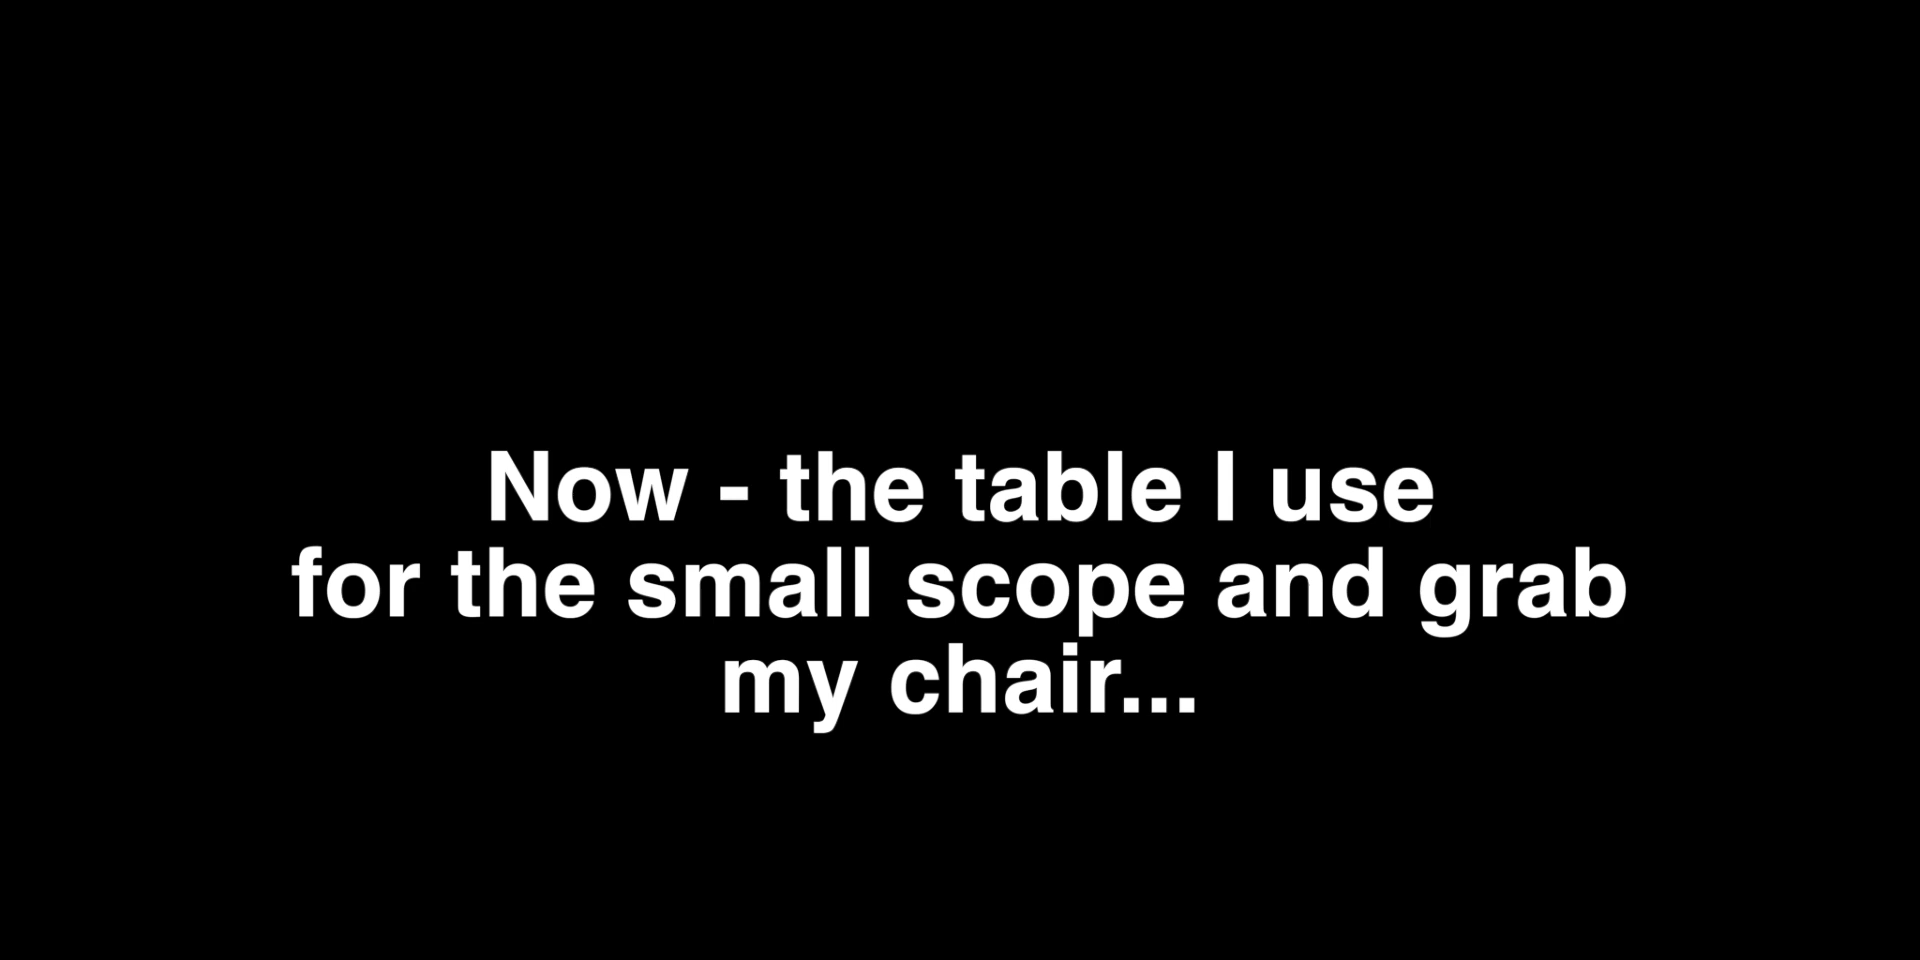 Now - the table I use
for the small scope and grab
my chair...